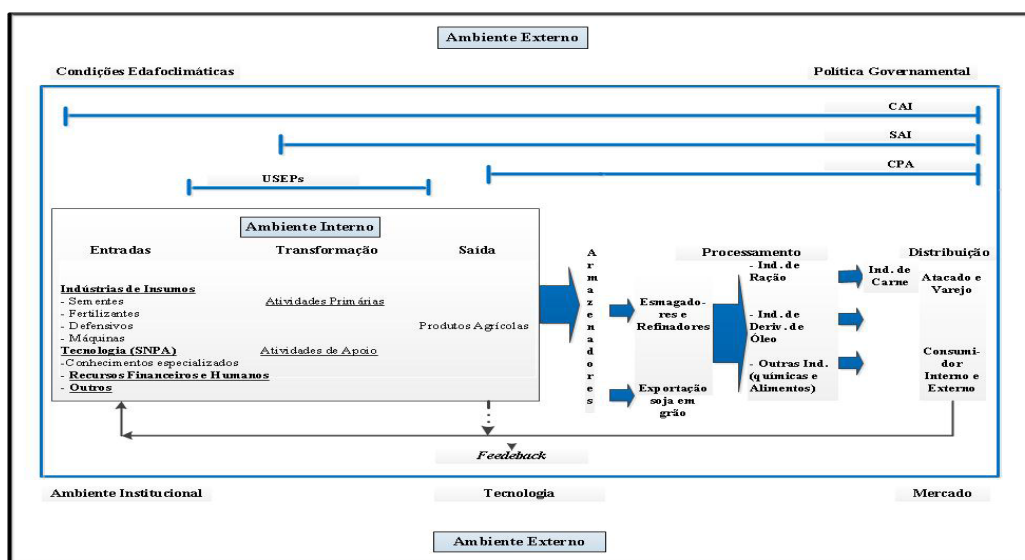 Ambiente Externo
Condições Edafoclimáticas
Política Governamental
CAI
SAI
CPA
USEPs
Ambiente Interno
Entradas
Transformação
Saída
Indústrias de Insumos
- Sementes
- Fertilizantes
- Defensivos
- Máquinas
Tecnologia (SNPA)
-Conhecimentos especializados
- Recursos Financeiros e Humanos
- Outros
Atividades Primárias
Atividades de Apoio
Produtos Agrícolas
Armazenadores
Esmagado-
res e
Refinadores
Exportação
soja em
grão
Processamento
- Ind. de
Ração
- Ind. de
Deriv. de
Óleo
- Outras Ind.
(químicas e
Alimentos)
Ind. de
Carne
Distribuição
Atacado e
Varejo
Consumi-
dor
Interno e
Externo
Feedeback
Ambiente Institucional
Tecnologia
Mercado
Ambiente Externo